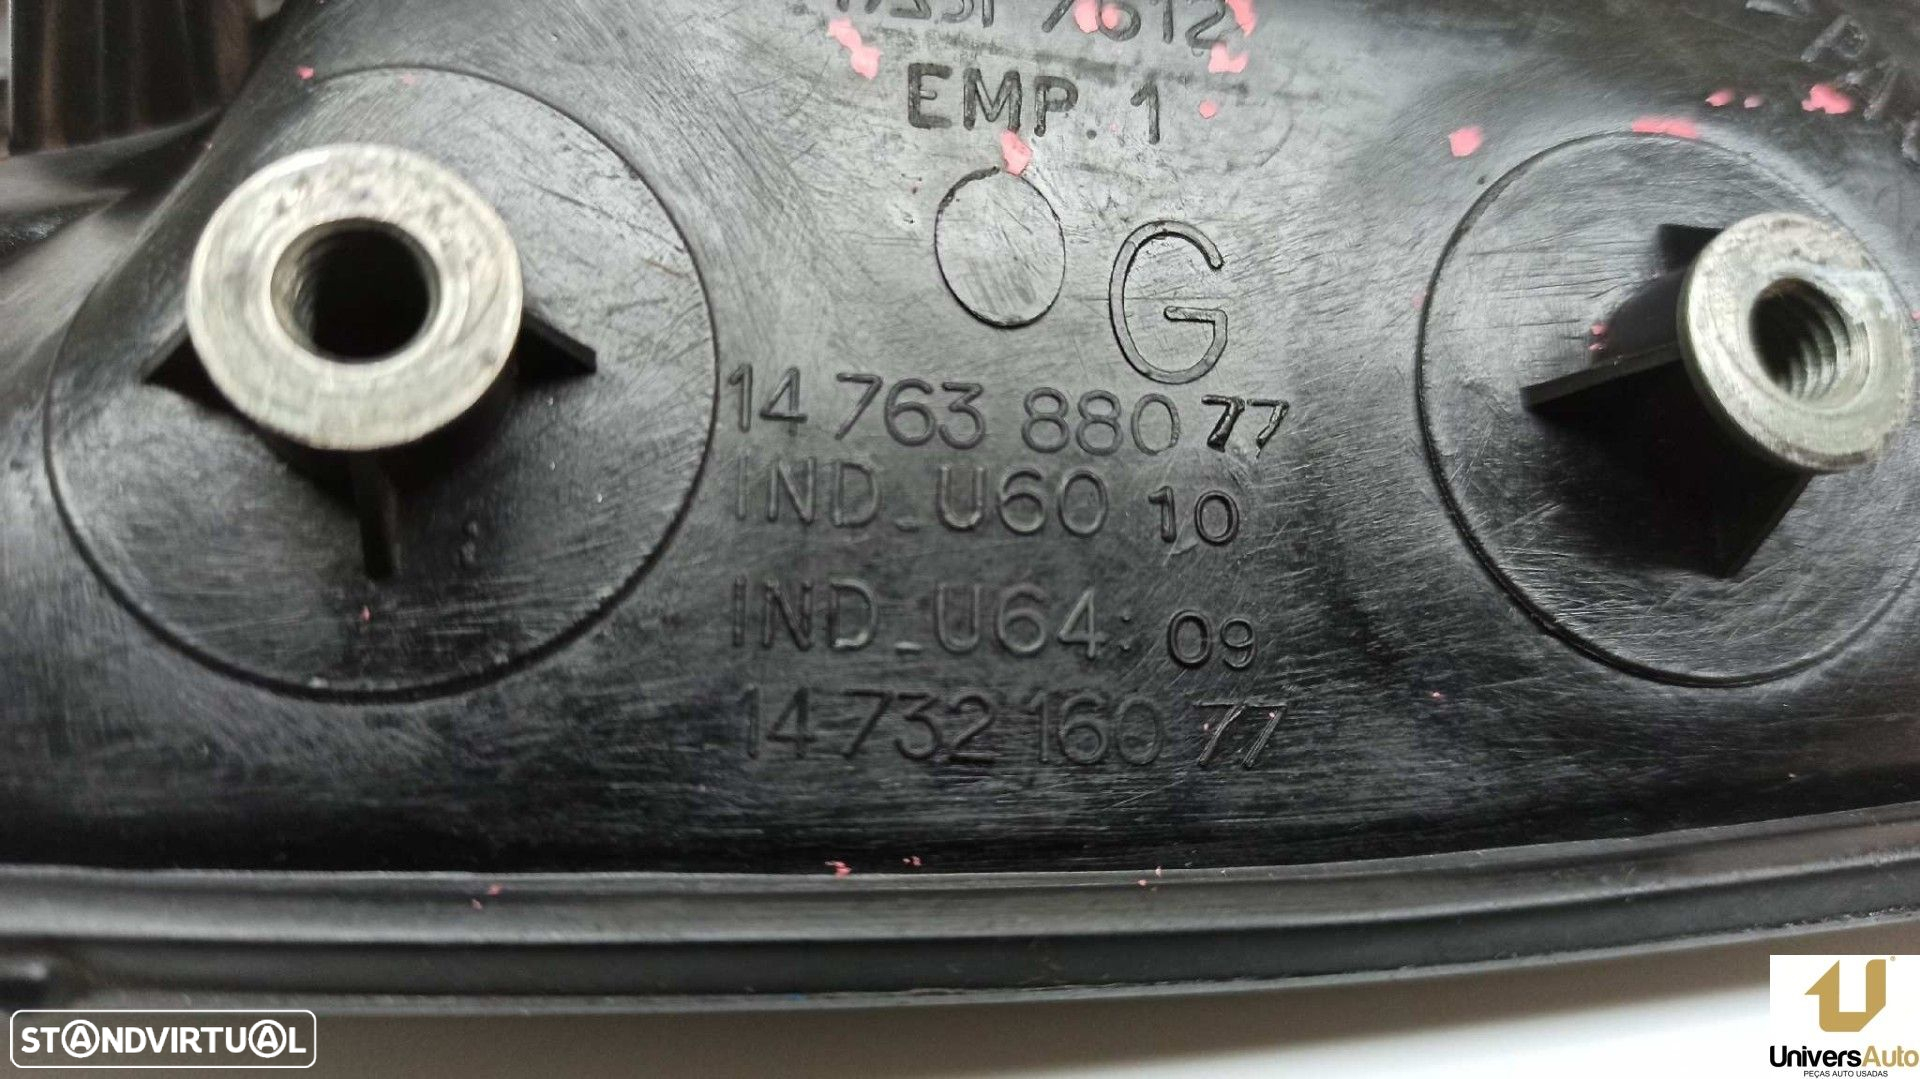 7612
EMP. 1
G
14 763 880 77
IND_U60 10
IND_U64: 09
14 732 160 77
STANDVIRTUAL
UniversAuto
PEÇAS AUTO USADAS